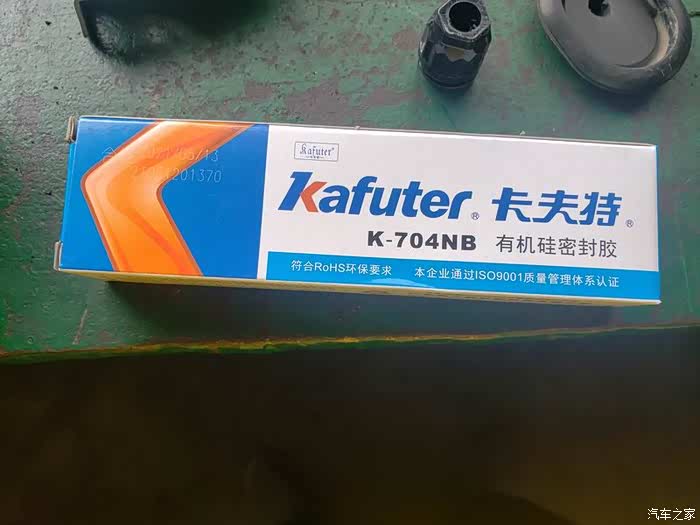 Kafuter®
Kafuter® 卡夫特®
K-704NB 有机硅密封胶
符合RoHS环保要求 本企业通过ISO9001质量管理体系认证
汽车之家